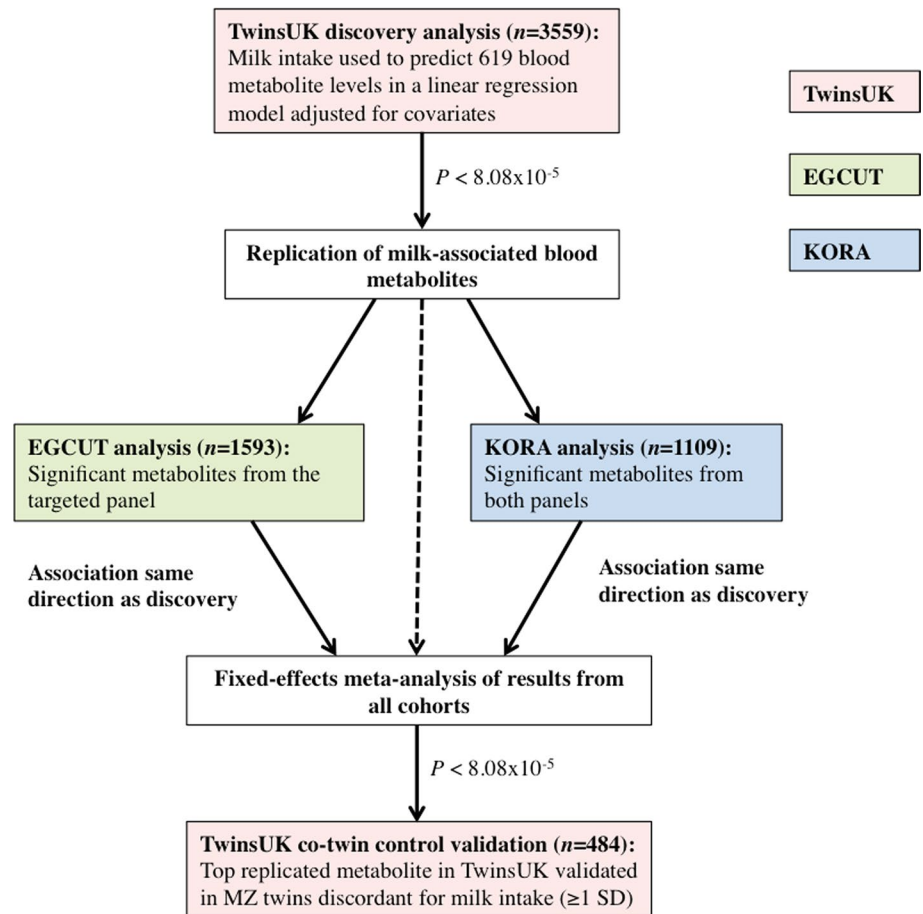 TwinsUK discovery analysis (n=3559):
Milk intake used to predict 619 blood
metabolite levels in a linear regression
model adjusted for covariates
TwinsUK
EGCUT
KORA
P < 8.08x10⁻⁵
Replication of milk-associated blood
metabolites
EGCUT analysis (n=1593):
Significant metabolites from the
targeted panel
KORA analysis (n=1109):
Significant metabolites from
both panels
Association same
direction as discovery
Association same
direction as discovery
Fixed-effects meta-analysis of results from
all cohorts
P < 8.08x10⁻⁵
TwinsUK co-twin control validation (n=484):
Top replicated metabolite in TwinsUK validated
in MZ twins discordant for milk intake (≥1 SD)